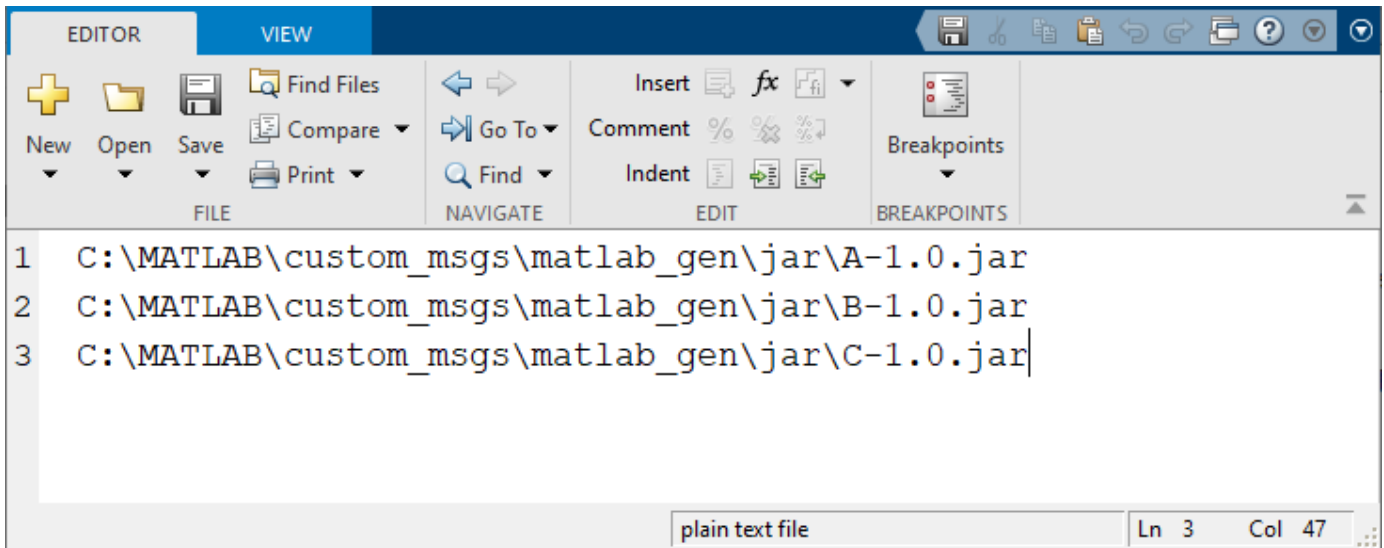 EDITOR VIEW
New Open Save
Find Files
Compare
Print
FILE
Go To
Find
NAVIGATE
Insert fx
Comment
Indent
EDIT
Breakpoints
BREAKPOINTS
1 C:\MATLAB\custom_msgs\matlab_gen\jar\A-1.0.jar
2 C:\MATLAB\custom_msgs\matlab_gen\jar\B-1.0.jar
3 C:\MATLAB\custom_msgs\matlab_gen\jar\C-1.0.jar
plain text file Ln 3 Col 47